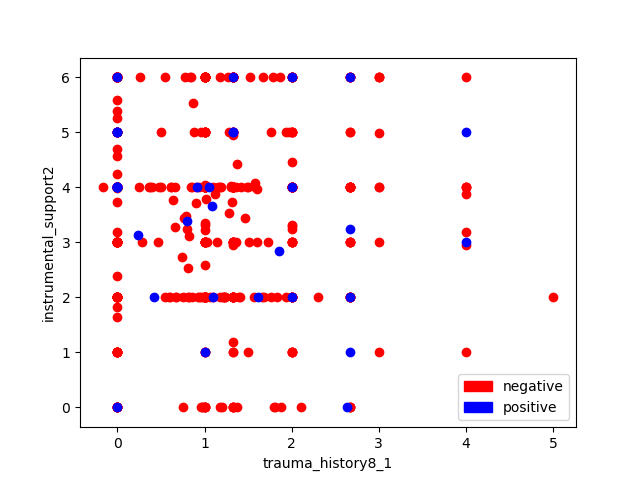 6
5
4
3
2
1
0
instrumental_support2
0 1 2 3 4 5
trauma_history8_1
negative
positive